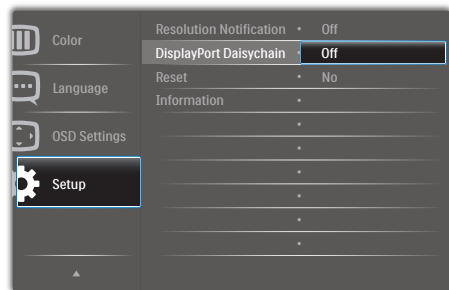 Color
Language
OSD Settings
Setup
Resolution Notification • Off
DisplayPort Daisychain • Off
Reset • No
Information •
•
•
•
•
•
•